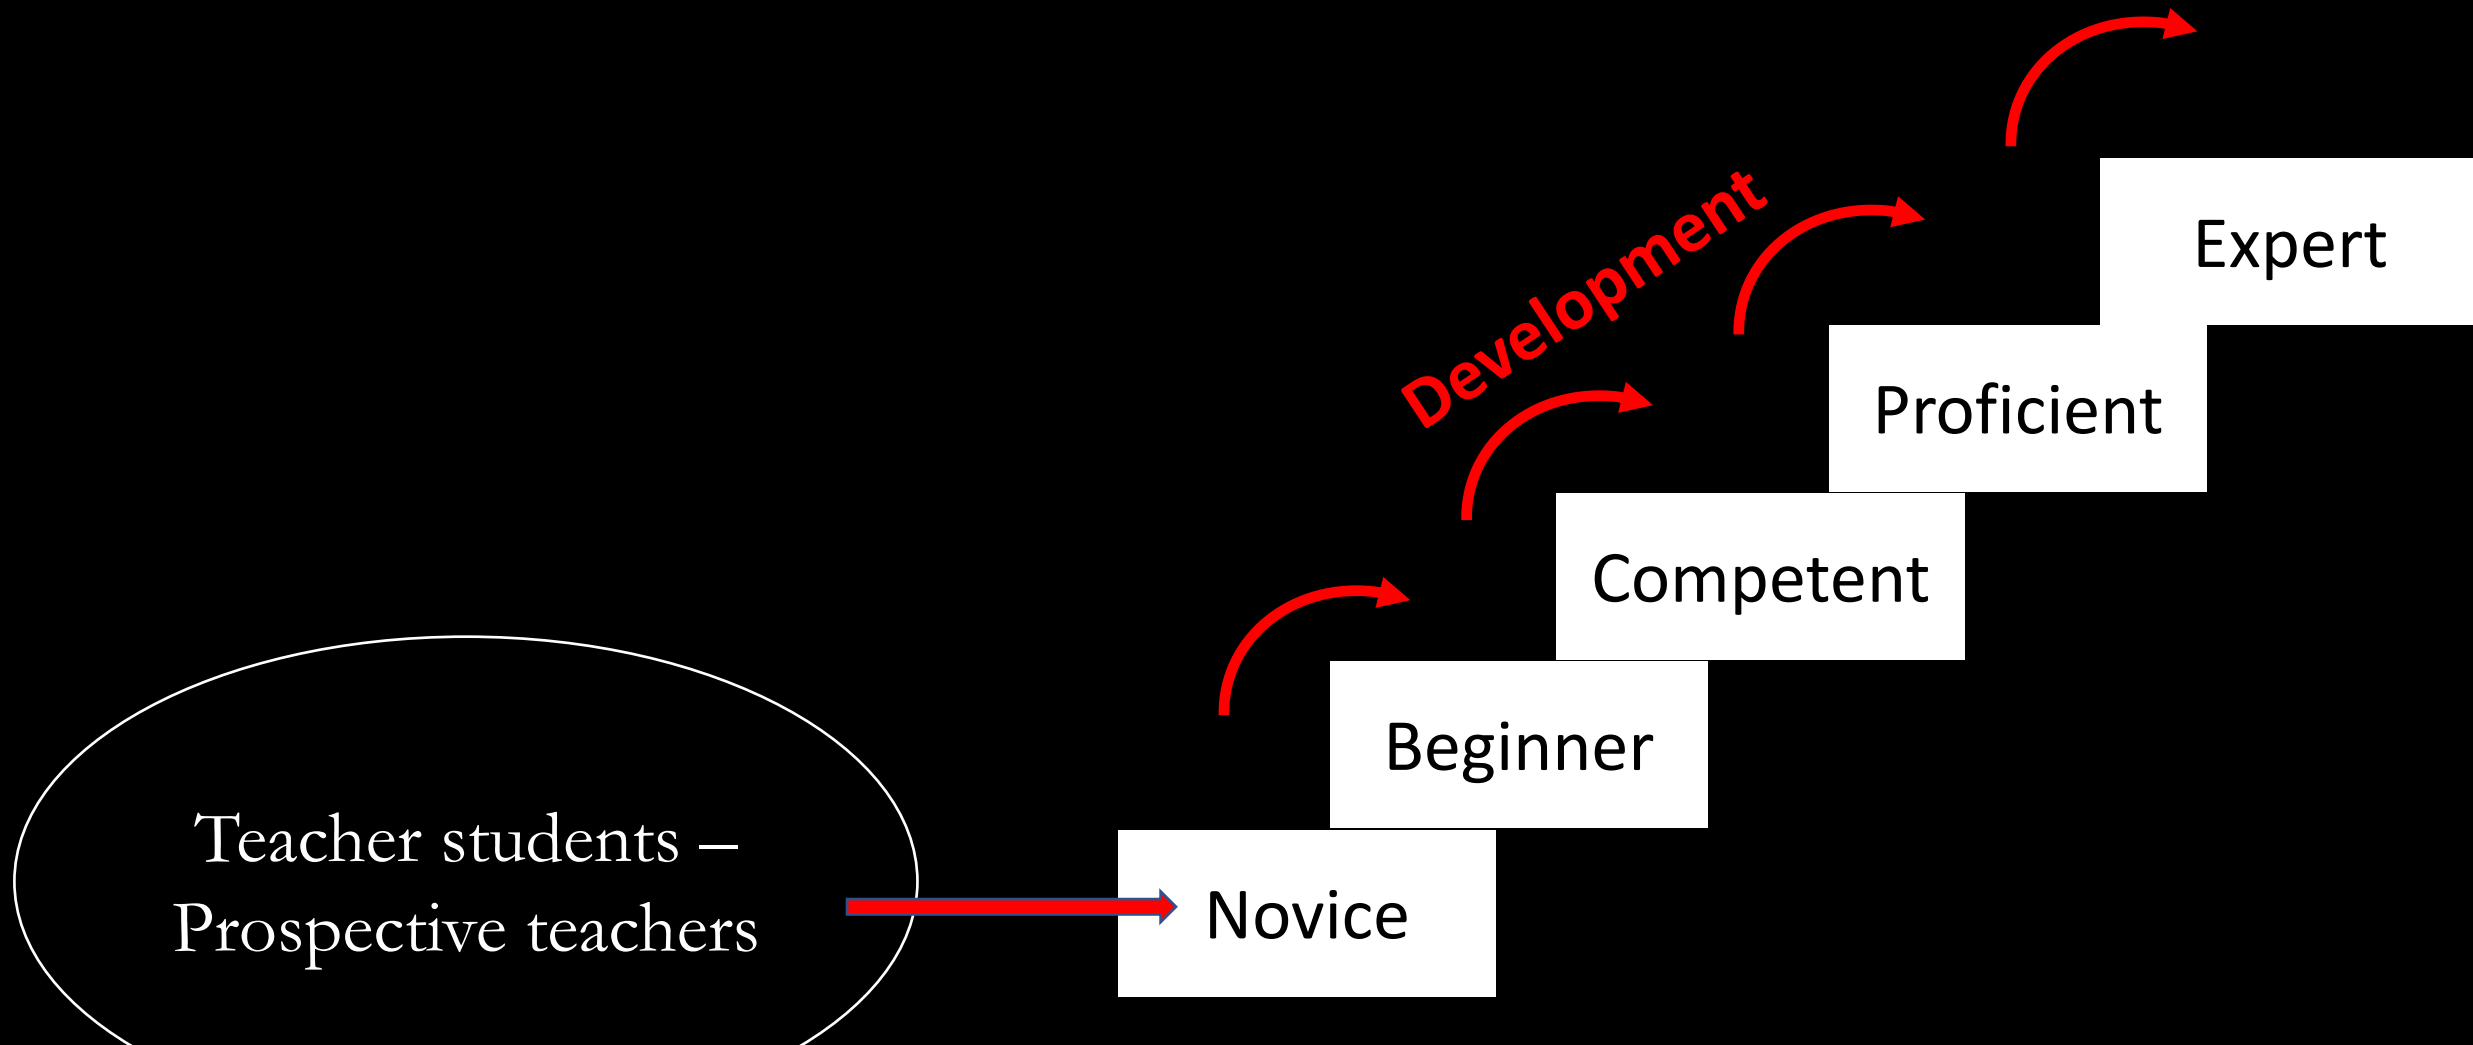 Expert
Development
Proficient
Competent
Beginner
Teacher students –
Prospective teachers
Novice